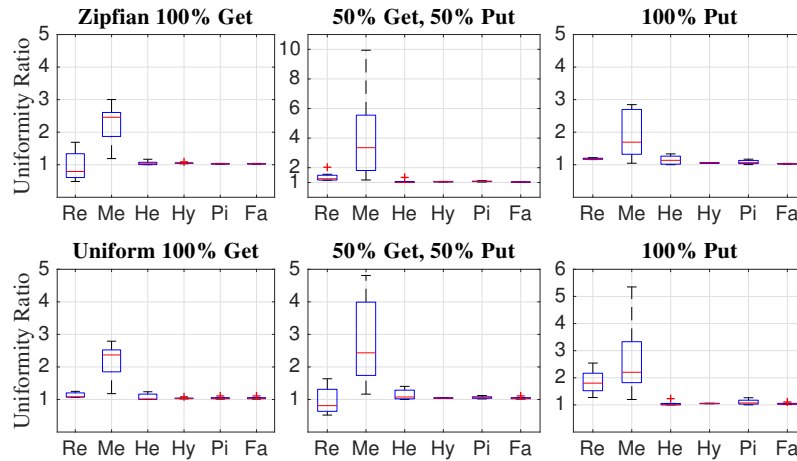 Zipfian 100% Get
50% Get, 50% Put
100% Put
Uniformity Ratio
5
4
3
2
1
Re Me He Hy Pi Fa
10
8
6
4
2
1
Re Me He Hy Pi Fa
4
3
2
1
Re Me He Hy Pi Fa
Uniform 100% Get
50% Get, 50% Put
100% Put
Uniformity Ratio
5
4
3
2
1
Re Me He Hy Pi Fa
5
4
3
2
1
Re Me He Hy Pi Fa
6
5
4
3
2
1
Re Me He Hy Pi Fa